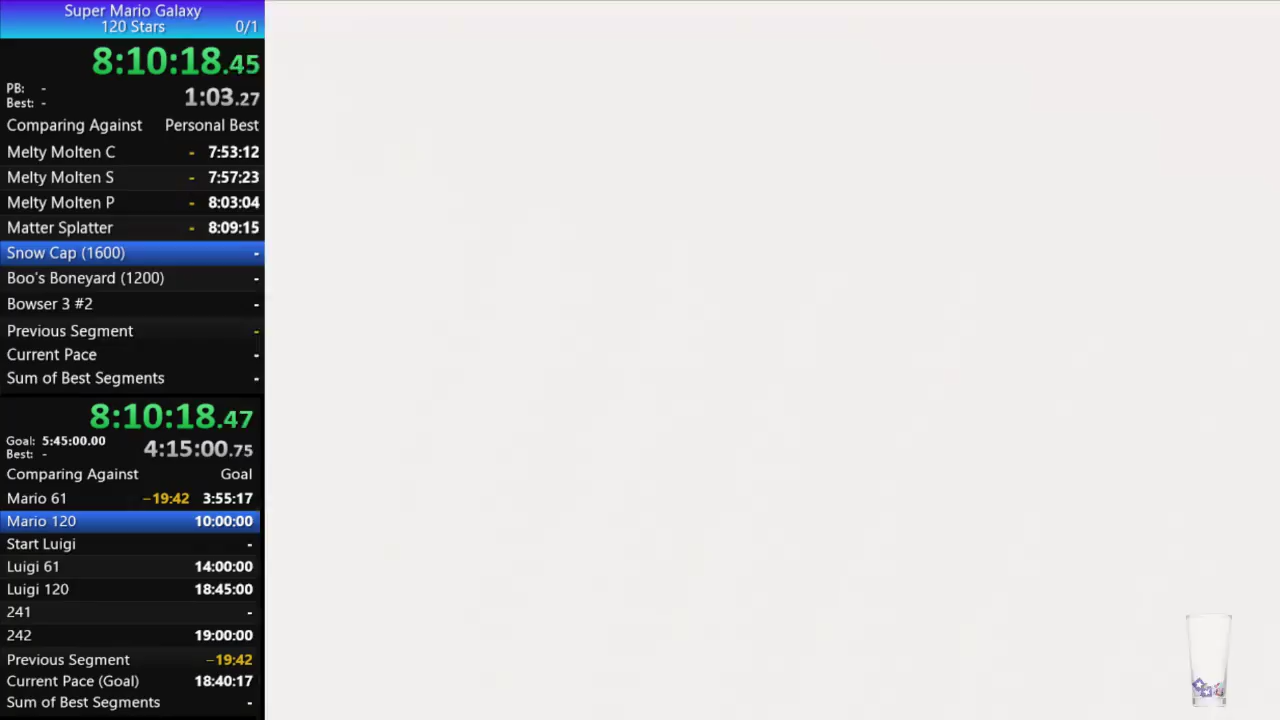 Super Mario Galaxy
120 Stars 0/1
8:10:18.45
PB: -
Best: -
1:03.27
Comparing Against Personal Best
Melty Molten C - 7:53:12
Melty Molten S - 7:57:23
Melty Molten P - 8:03:04
Matter Splatter - 8:09:15
Snow Cap (1600) -
Boo's Boneyard (1200) -
Bowser 3 #2 -
Previous Segment -
Current Pace -
Sum of Best Segments -
8:10:18.47
Goal: 5:45:00.00
Best: -
4:15:00.75
Comparing Against Goal
Mario 61 −19:42 3:55:17
Mario 120 10:00:00
Start Luigi -
Luigi 61 14:00:00
Luigi 120 18:45:00
241 -
242 19:00:00
Previous Segment −19:42
Current Pace (Goal) 18:40:17
Sum of Best Segments -